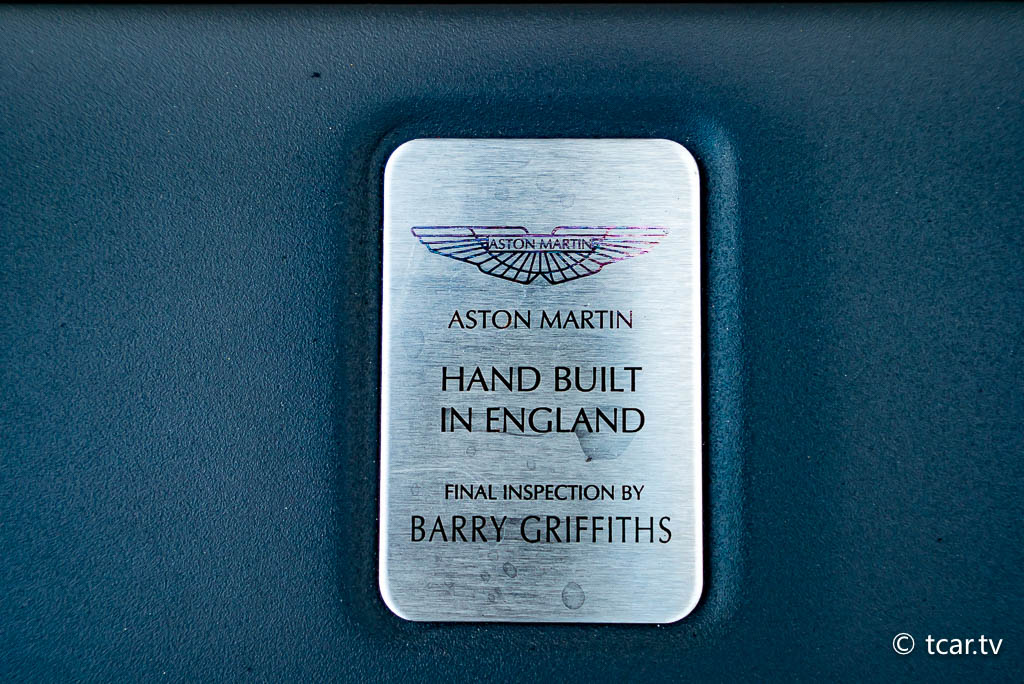 ASTON MARTIN
ASTON MARTIN
HAND BUILT
IN ENGLAND
FINAL INSPECTION BY
BARRY GRIFFITHS
© tcar.tv